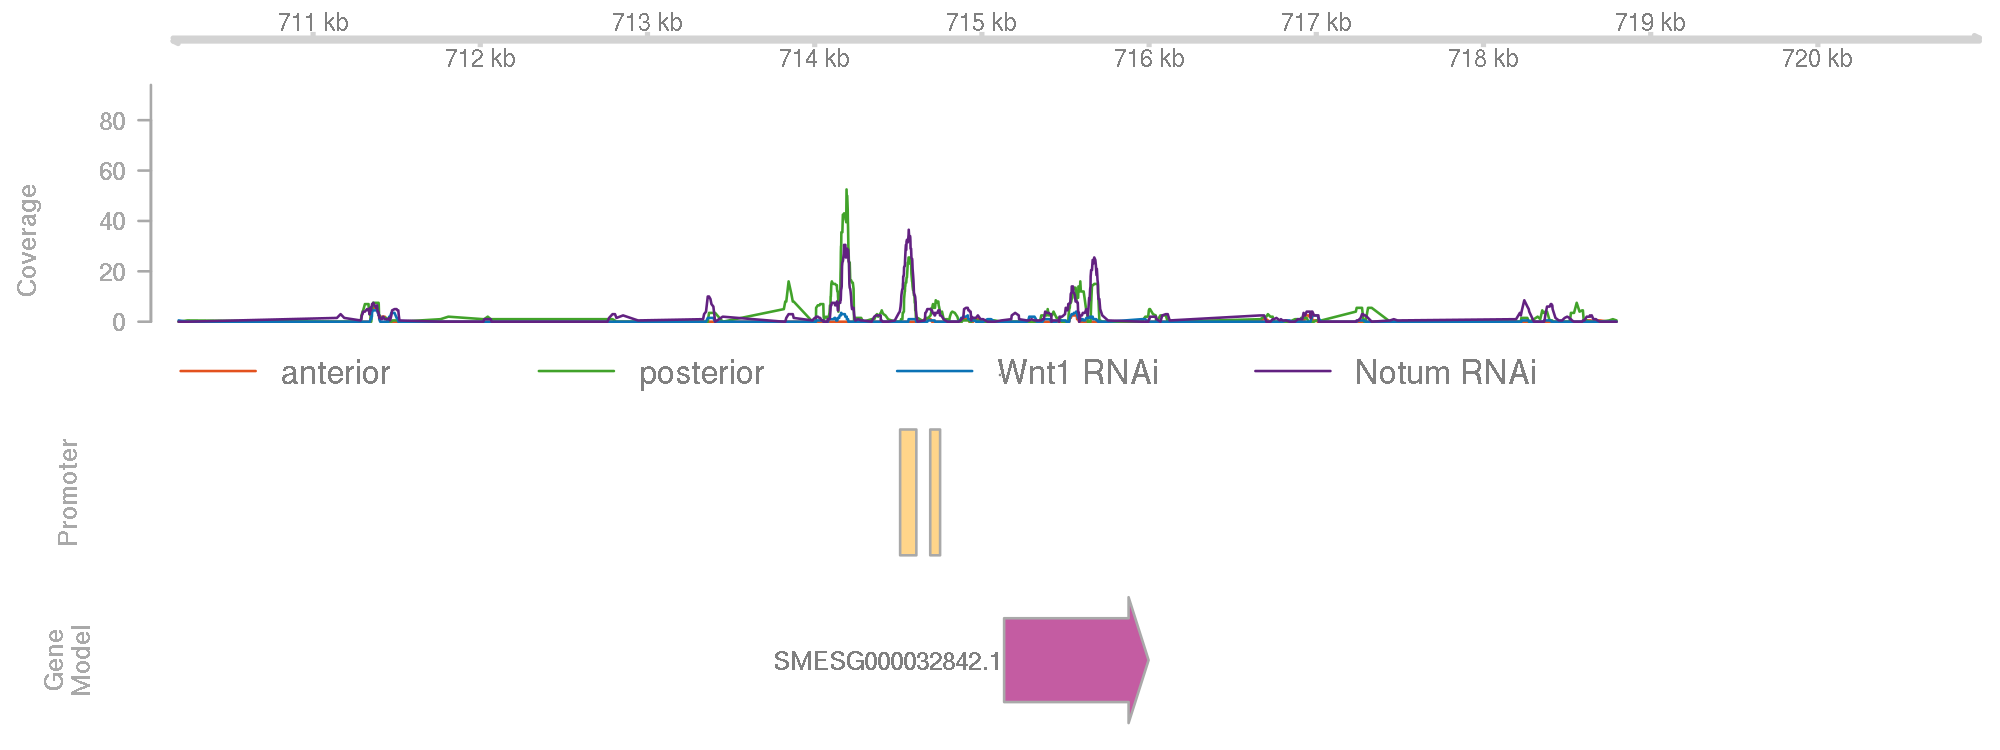 711 kb 713 kb 715 kb 717 kb 719 kb
712 kb 714 kb 716 kb 718 kb 720 kb
Coverage
80
60
40
20
0
anterior posterior Wnt1 RNAi Notum RNAi
Promoter
Gene
Model
SMESG000032842.1